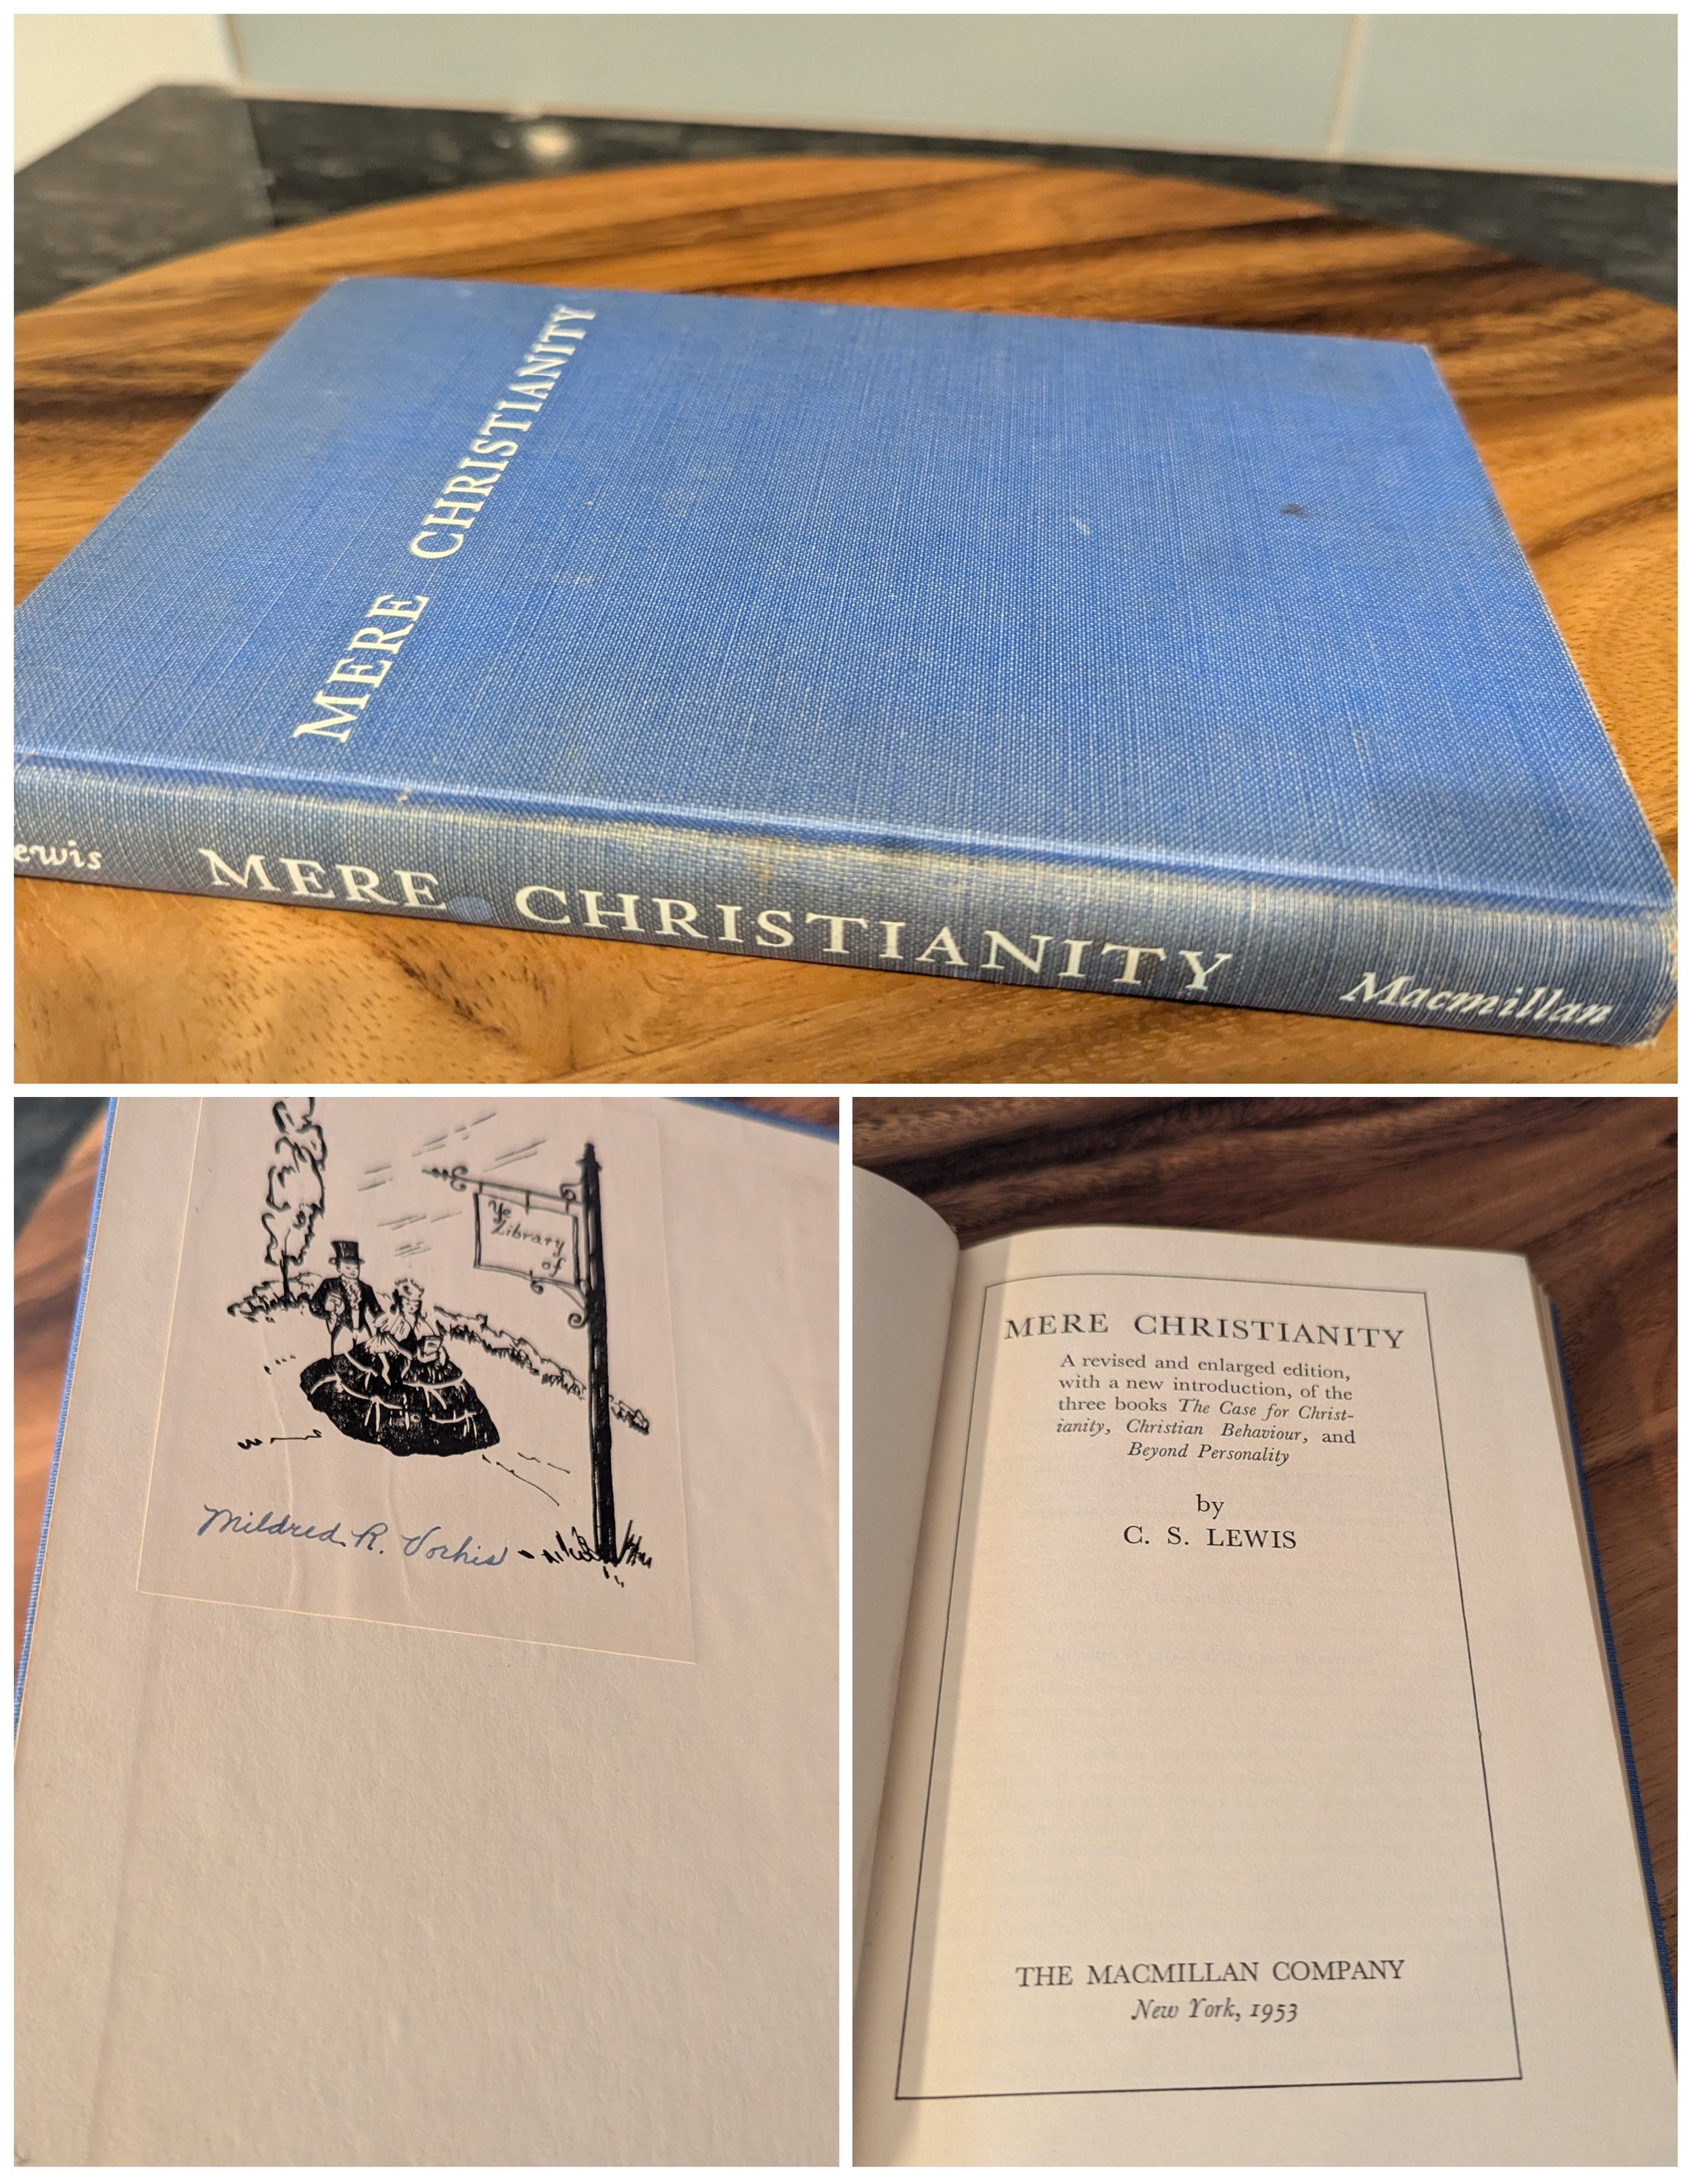 MERE CHRISTIANITY
ewis MERE CHRISTIANITY Macmillan
Ye
Library
of
Mildred R. Vorhis
MERE CHRISTIANITY
A revised and enlarged edition,
with a new introduction, of the
three books The Case for Christ-
ianity, Christian Behaviour, and
Beyond Personality
by
C. S. LEWIS
THE MACMILLAN COMPANY
New York, 1953